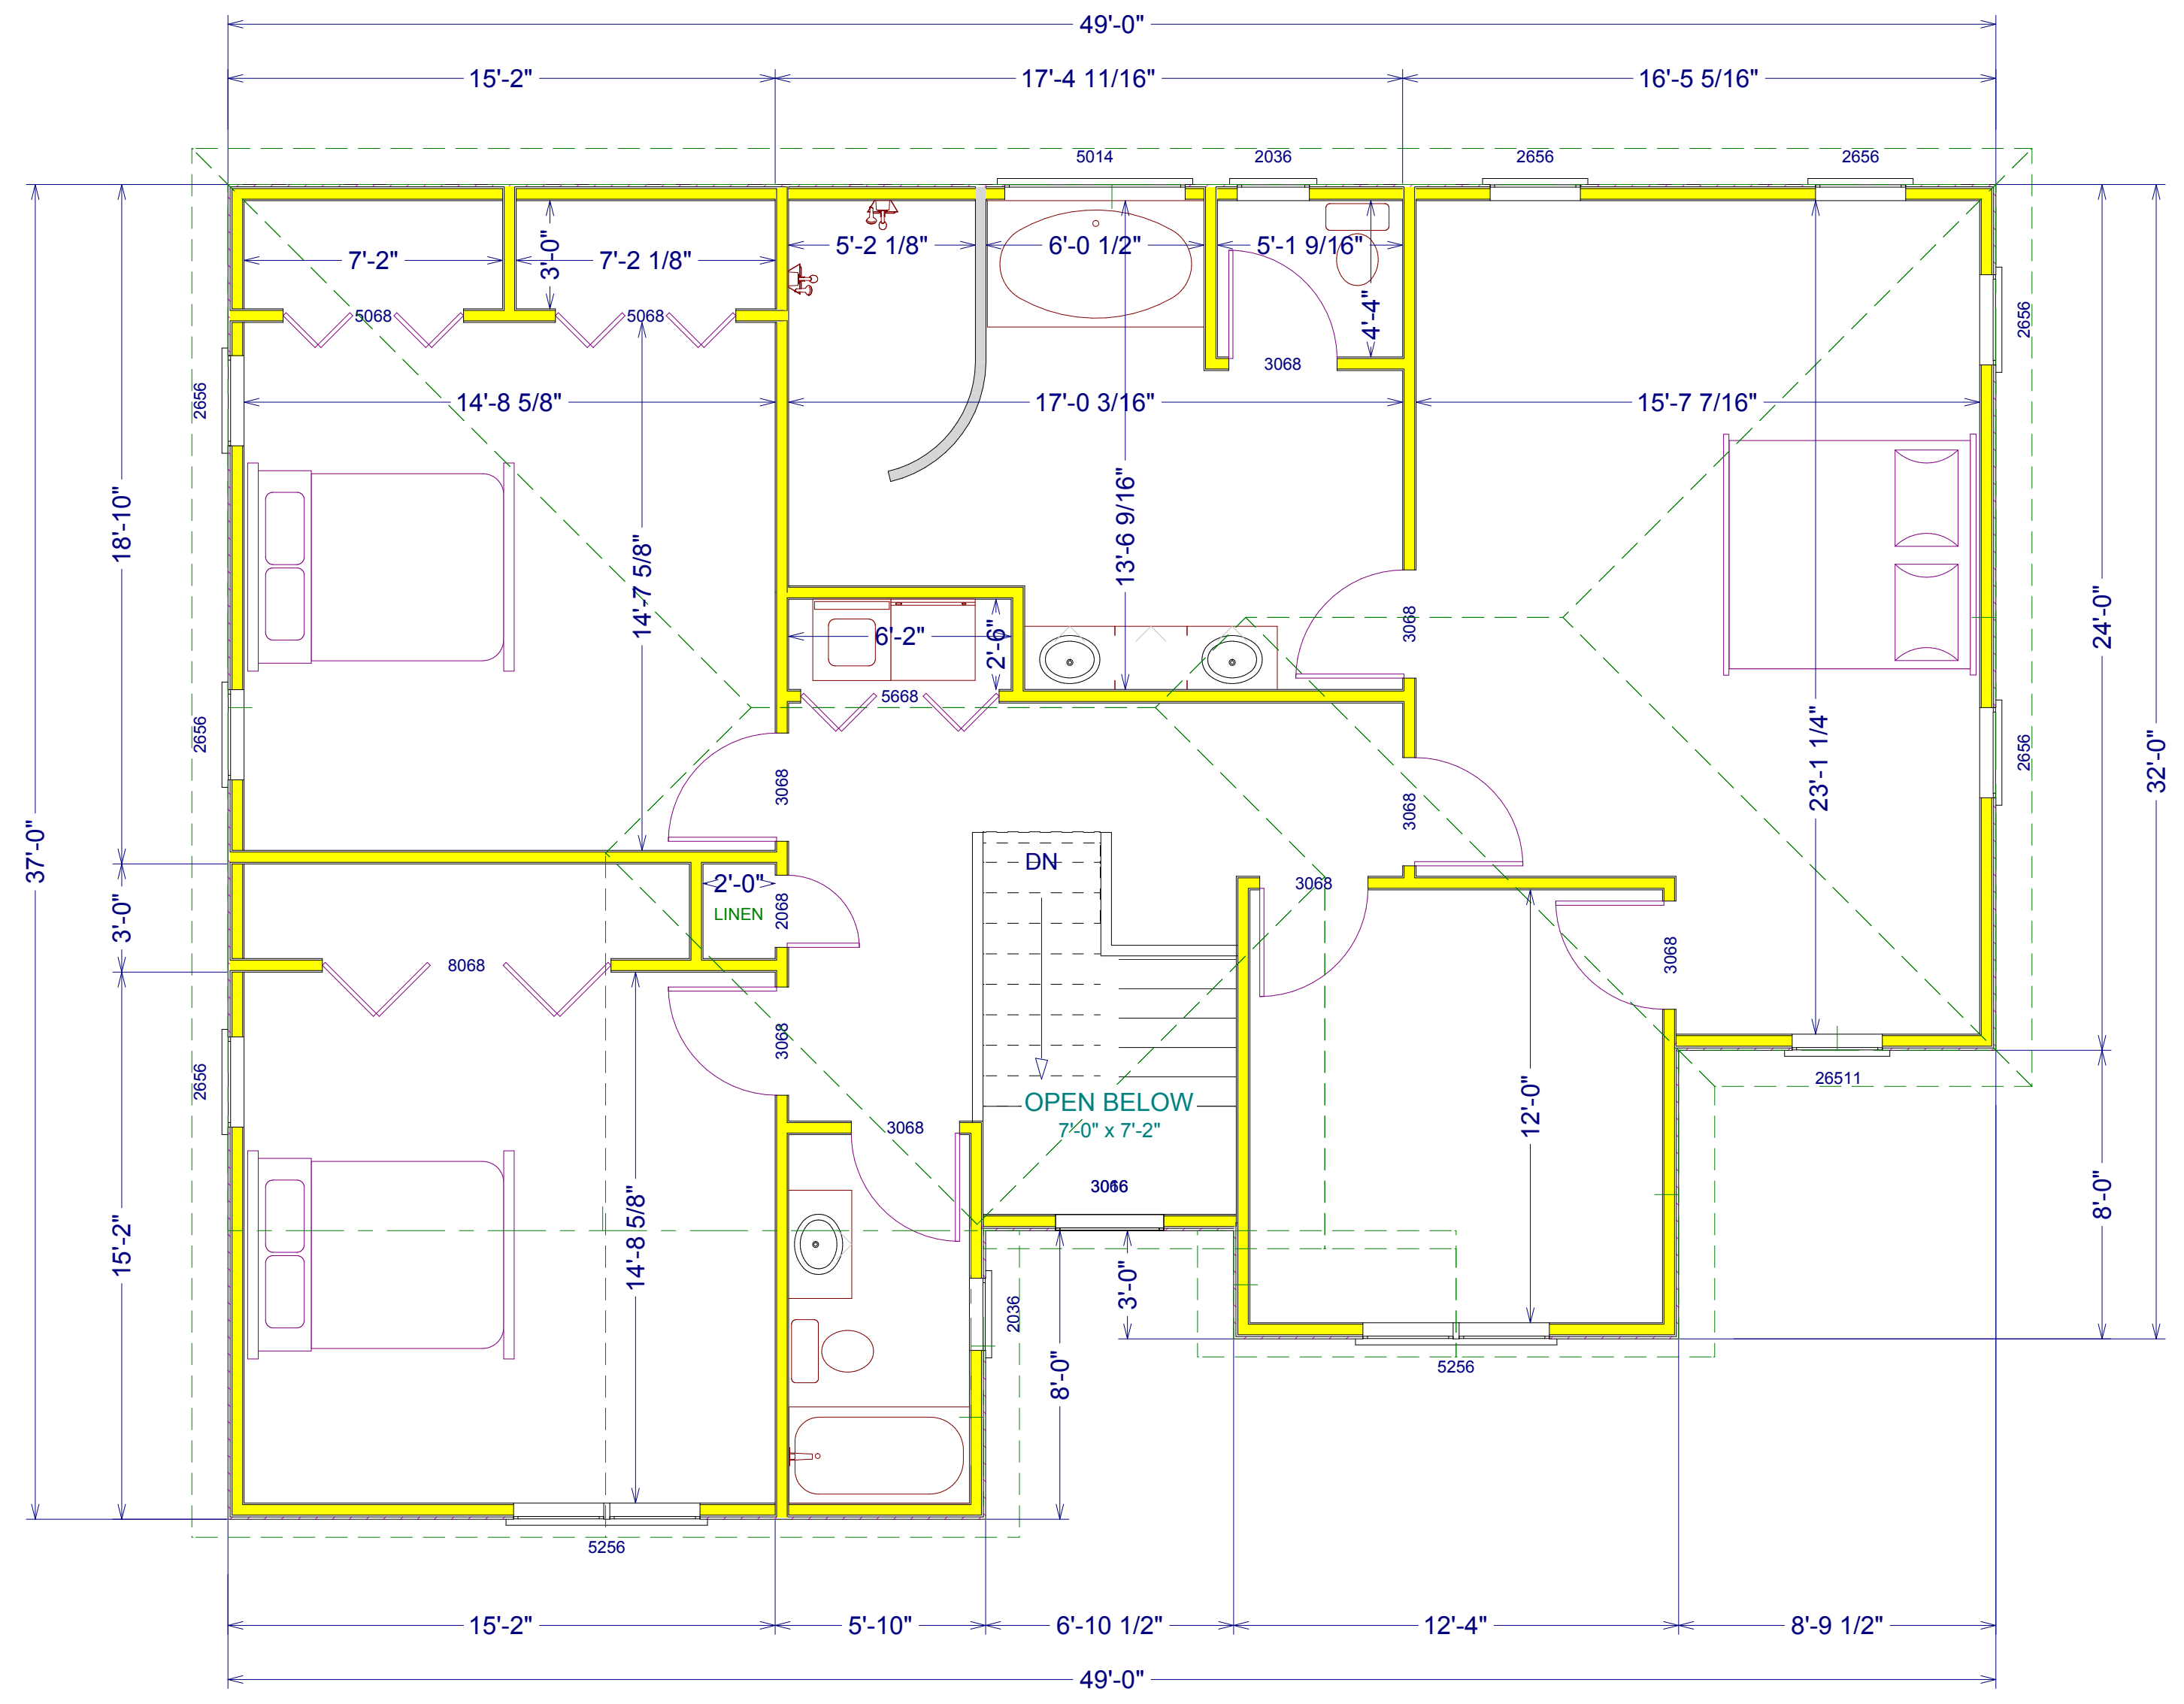 49'-0"
15'-2" 17'-4 11/16" 16'-5 5/16"
5014 2036 2656 2656
7'-2" 3'-0" 7'-2 1/8" 5'-2 1/8" 6'-0 1/2" 5'-1 9/16"
5068 5068 4'-4" 2656
3068
2656 14'-8 5/8" 17'-0 3/16" 15'-7 7/16"
18'-10" 14'-7 5/8" 13'-6 9/16"
6'-2" 2'-6" 3068 24'-0"
5668
2656 3068 3068 23'-1 1/4" 2656 32'-0"
37'-0"
DN
2'-0" 3068
3'-0" LINEN 2068
8068 3068
3068
2656 26511
OPEN BELOW 12'-0"
7'-0" x 7'-2"
3068
3066
15'-2" 14'-8 5/8" 8'-0"
3'-0"
2036
8'-0" 5256
5256
15'-2" 5'-10" 6'-10 1/2" 12'-4" 8'-9 1/2"
49'-0"